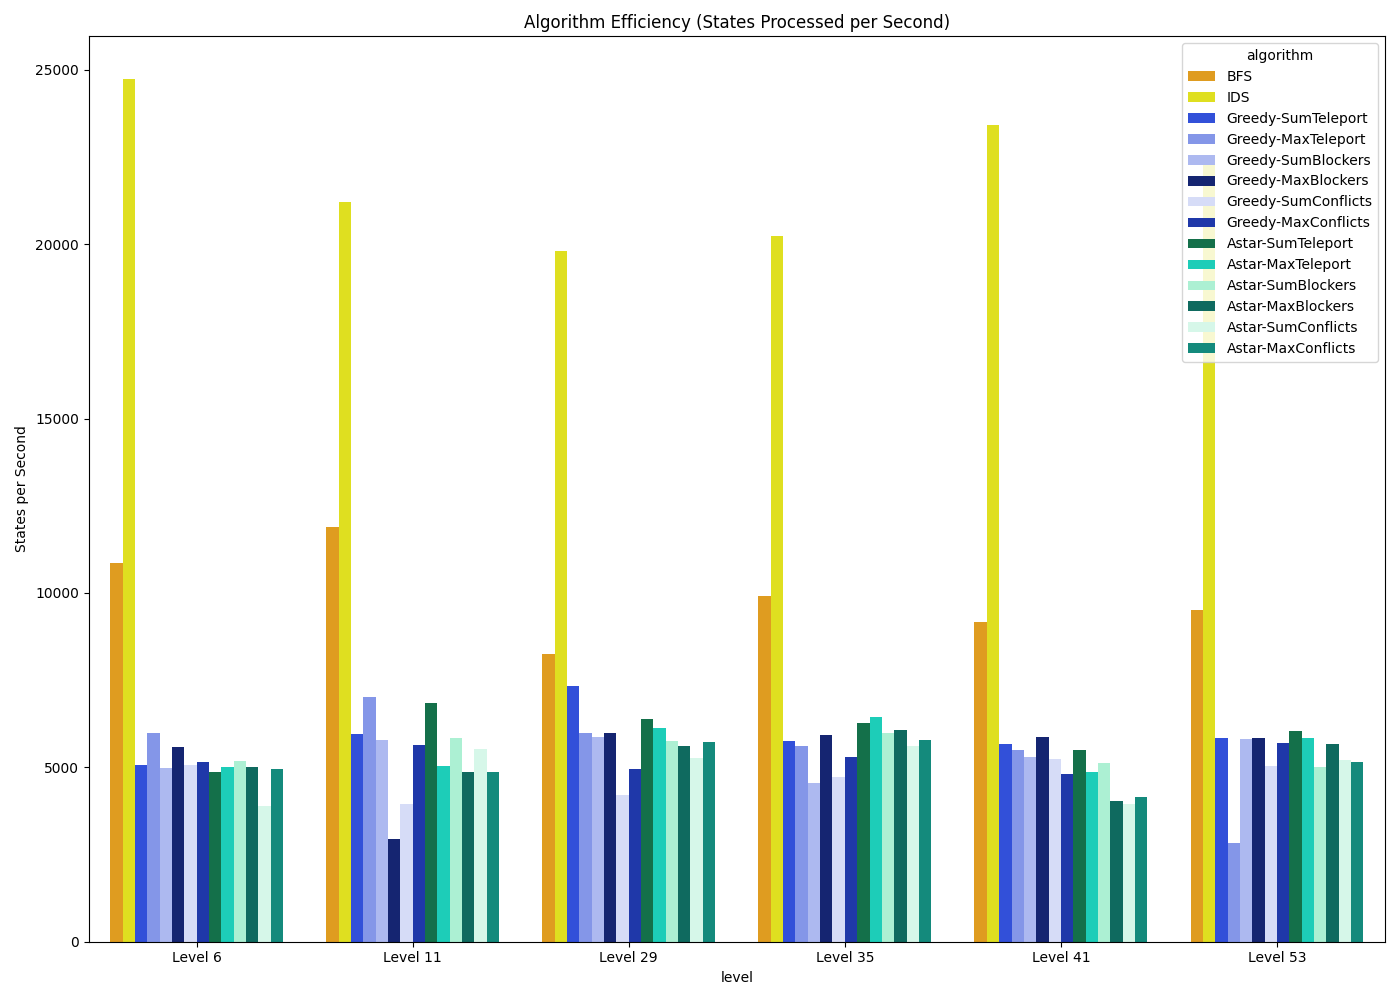 Algorithm Efficiency (States Processed per Second)
25000
20000
15000
10000
5000
0
States per Second
algorithm
BFS
IDS
Greedy-SumTeleport
Greedy-MaxTeleport
Greedy-SumBlockers
Greedy-MaxBlockers
Greedy-SumConflicts
Greedy-MaxConflicts
Astar-SumTeleport
Astar-MaxTeleport
Astar-SumBlockers
Astar-MaxBlockers
Astar-SumConflicts
Astar-MaxConflicts
Level 6 Level 11 Level 29 Level 35 Level 41 Level 53
level